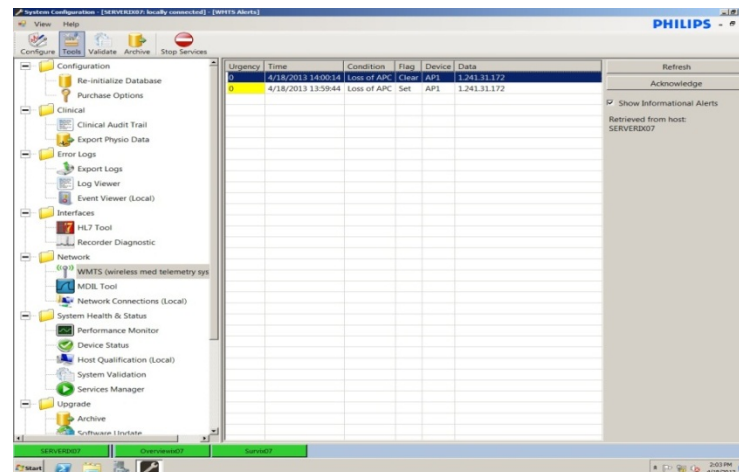 System Configuration - [SERVERIX07: locally connected] - [WMTS Alerts]
View Help
PHILIPS
Configure Tools Validate Archive Stop Services
Configuration
Re-initialize Database
Purchase Options
Clinical
Clinical Audit Trail
Export Physio Data
Error Logs
Export Logs
Log Viewer
Event Viewer (Local)
Interfaces
HL7 Tool
Recorder Diagnostic
Network
WMTS (wireless med telemetry sys
MDIL Tool
Network Connections (Local)
System Health & Status
Performance Monitor
Device Status
Host Qualification (Local)
System Validation
Services Manager
Upgrade
Archive
Software Update
Urgency Time Condition Flag Device Data
0 4/18/2013 14:00:14 Loss of APC Clear AP1 1.241.31.172
0 4/18/2013 13:59:44 Loss of APC Set AP1 1.241.31.172
Refresh
Acknowledge
Show Informational Alerts
Retrieved from host:
SERVERIX07
SERVERIX07 Overviewix07 Survix07
Start
2:03 PM